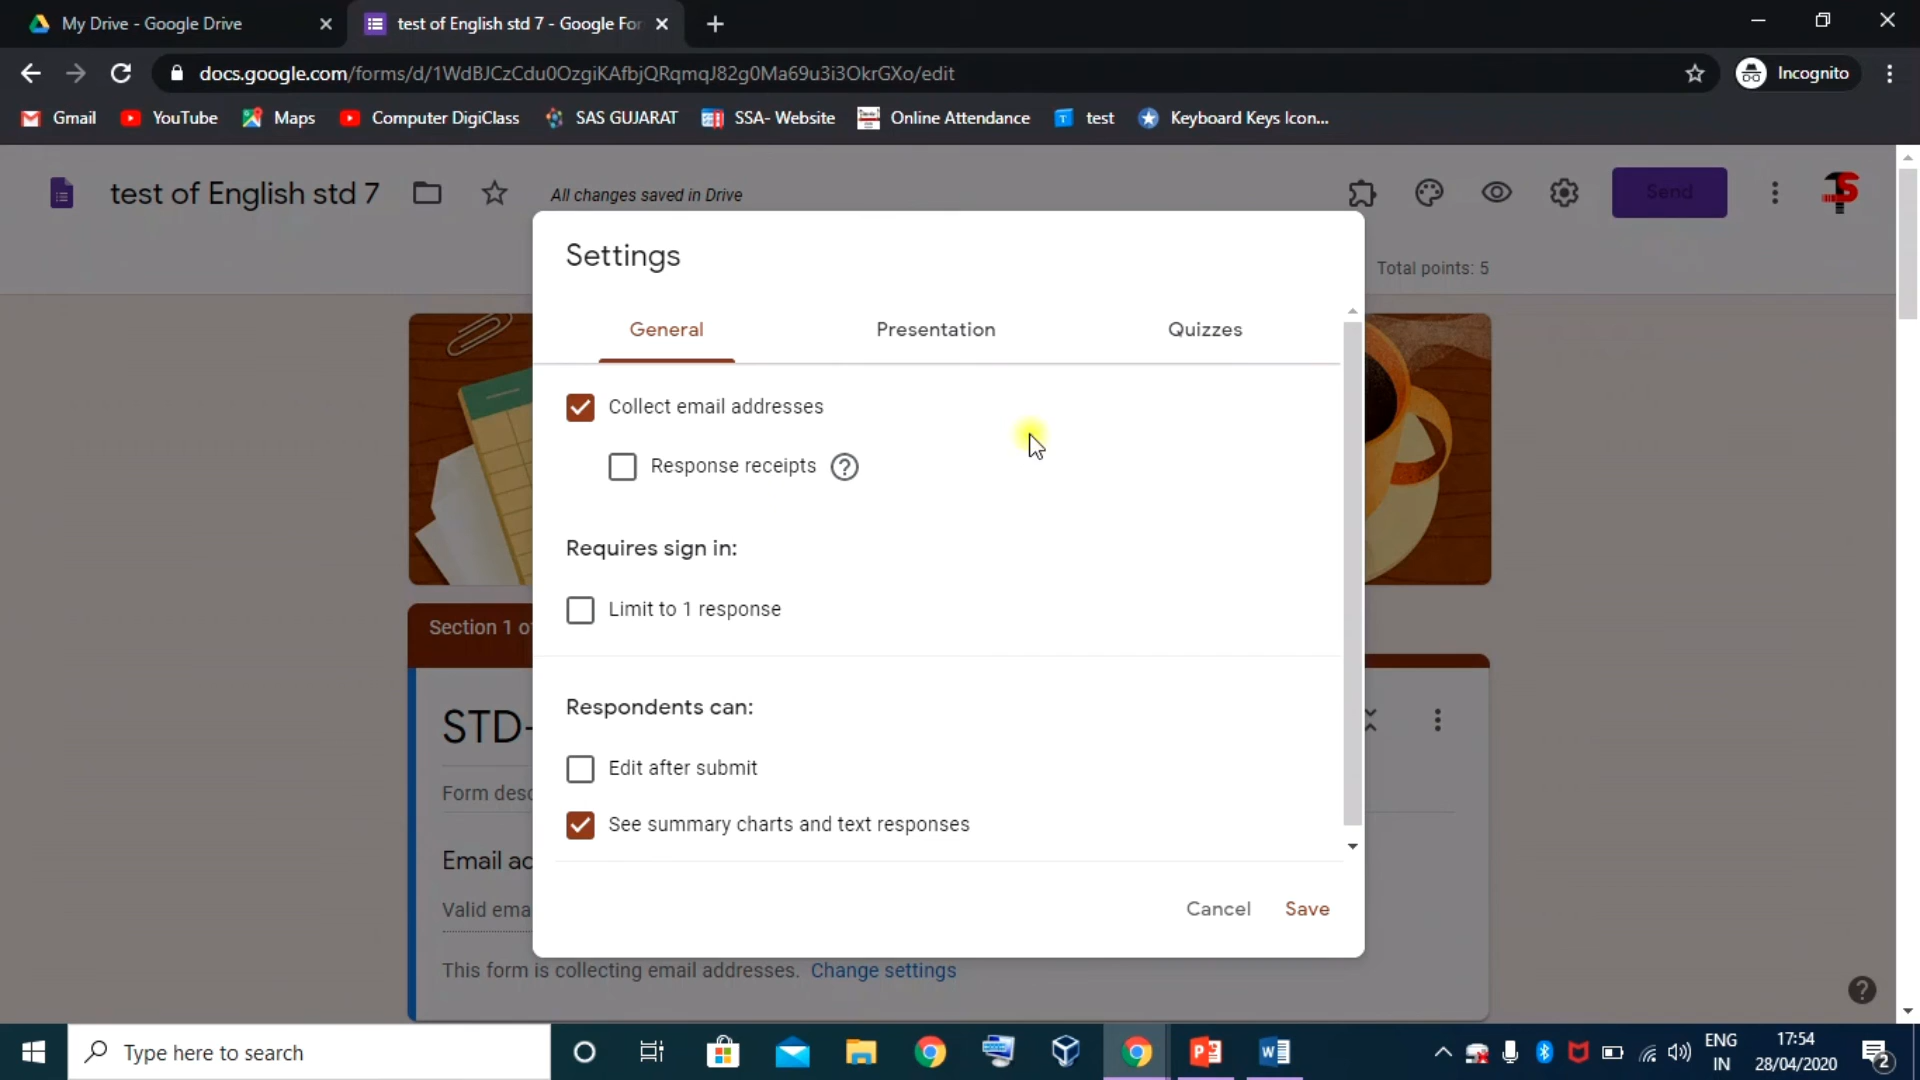 My Drive - Google Drive
test of English std 7 - Google For
docs.google.com/forms/d/1WdBJCzCdu0OzgiKAfbjQRqmqJ82g0Ma69u3i3OkrGXo/edit
Incognito
Gmail
YouTube
Maps
Computer DigiClass
SAS GUJARAT
SSA- Website
Online Attendance
test
Keyboard Keys Icon...
test of English std 7
All changes saved in Drive
Send
Total points: 5
Settings
General
Presentation
Quizzes
Collect email addresses
Response receipts
Requires sign in:
Limit to 1 response
Respondents can:
Edit after submit
See summary charts and text responses
Cancel
Save
Section 1 o
STD-
Form desc
Email ad
Valid ema
This form is collecting email addresses. Change settings
Type here to search
ENG
IN
17:54
28/04/2020
2